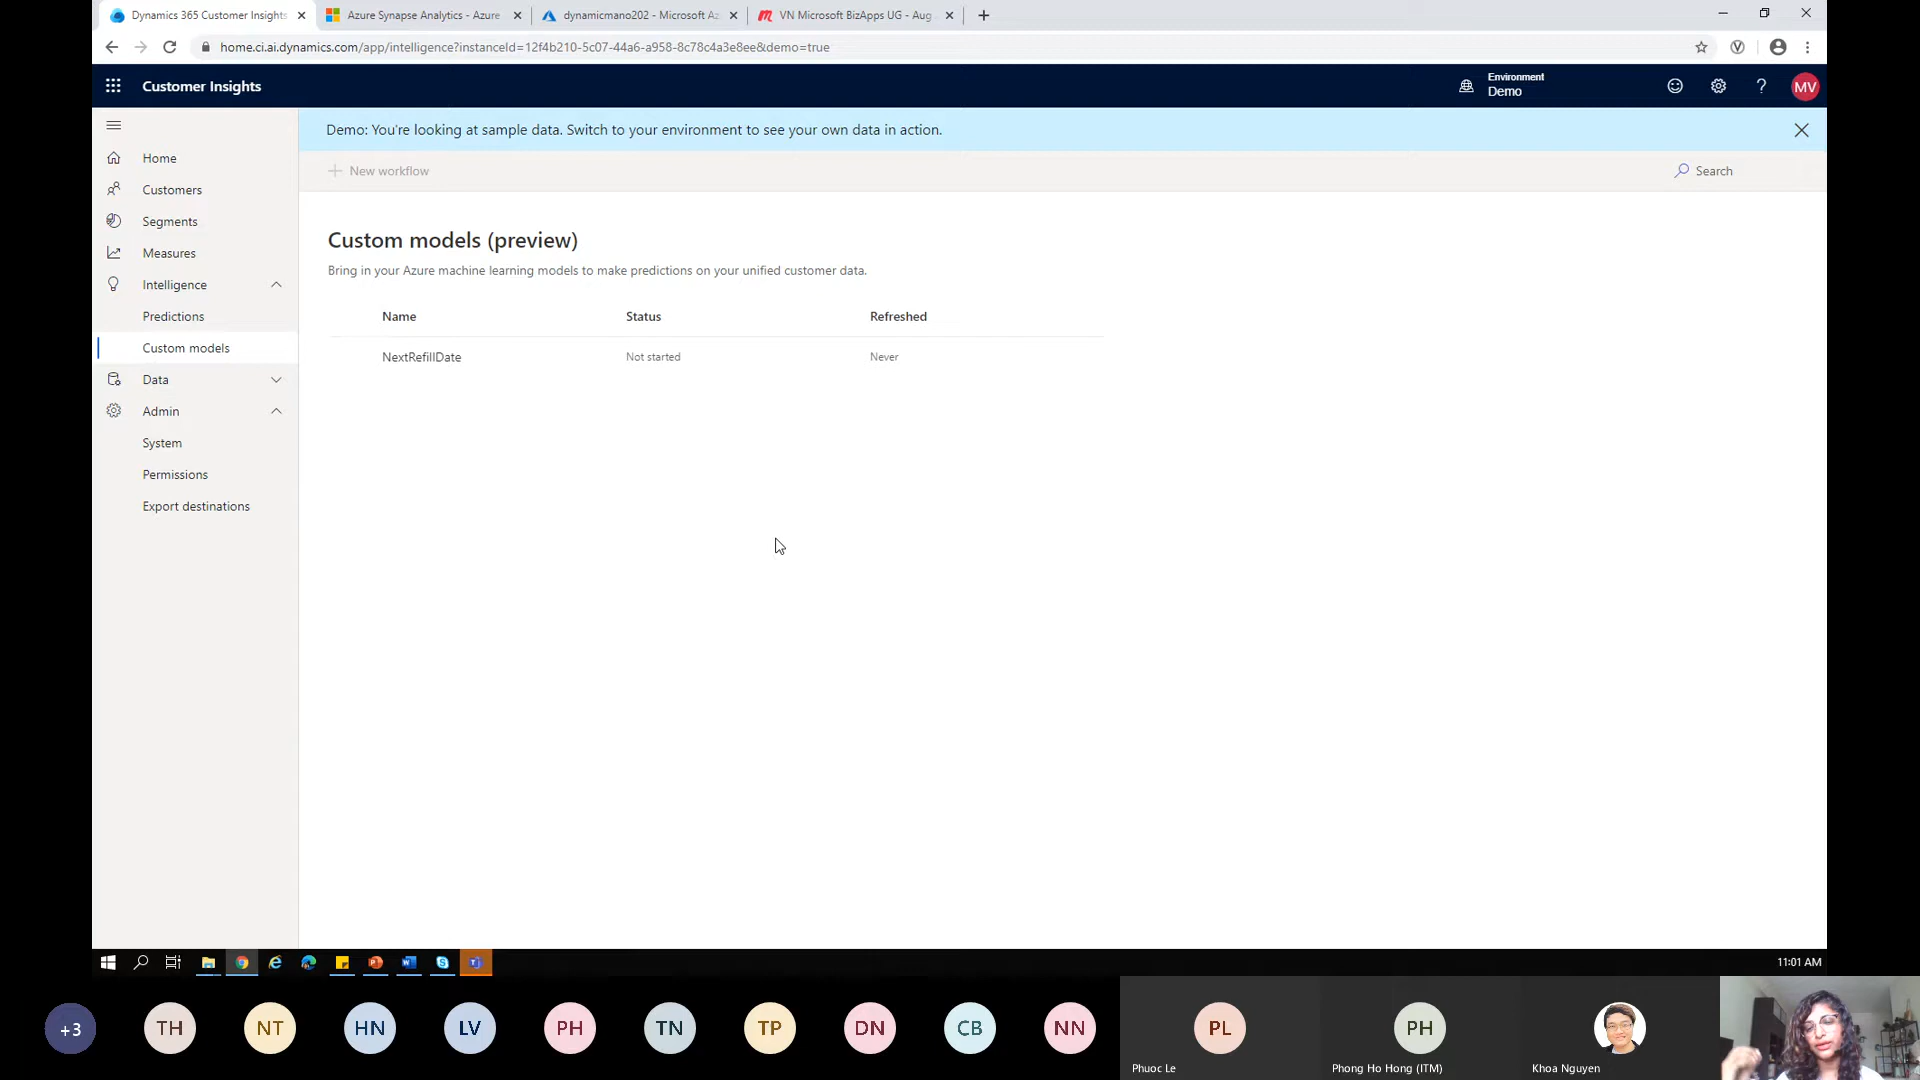 Dynamics 365 Customer Insights
Azure Synapse Analytics - Azure
dynamicmano202 - Microsoft Az
VN Microsoft BizApps UG - Aug
home.ci.ai.dynamics.com/app/intelligence?instanceId=12f4b210-5c07-44a6-a958-8c78c4a3e8ee&demo=true
Customer Insights
Environment
Demo
MV
Demo: You're looking at sample data. Switch to your environment to see your own data in action.
Home
Customers
Segments
Measures
Intelligence
Predictions
Custom models
Data
Admin
System
Permissions
Export destinations
New workflow
Search
Custom models (preview)
Bring in your Azure machine learning models to make predictions on your unified customer data.
Name Status Refreshed
NextRefillDate Not started Never
11:01 AM
+3 TH NT HN LV PH TN TP DN CB NN PL PH
Phuoc Le
Phong Ho Hong (ITM)
Khoa Nguyen